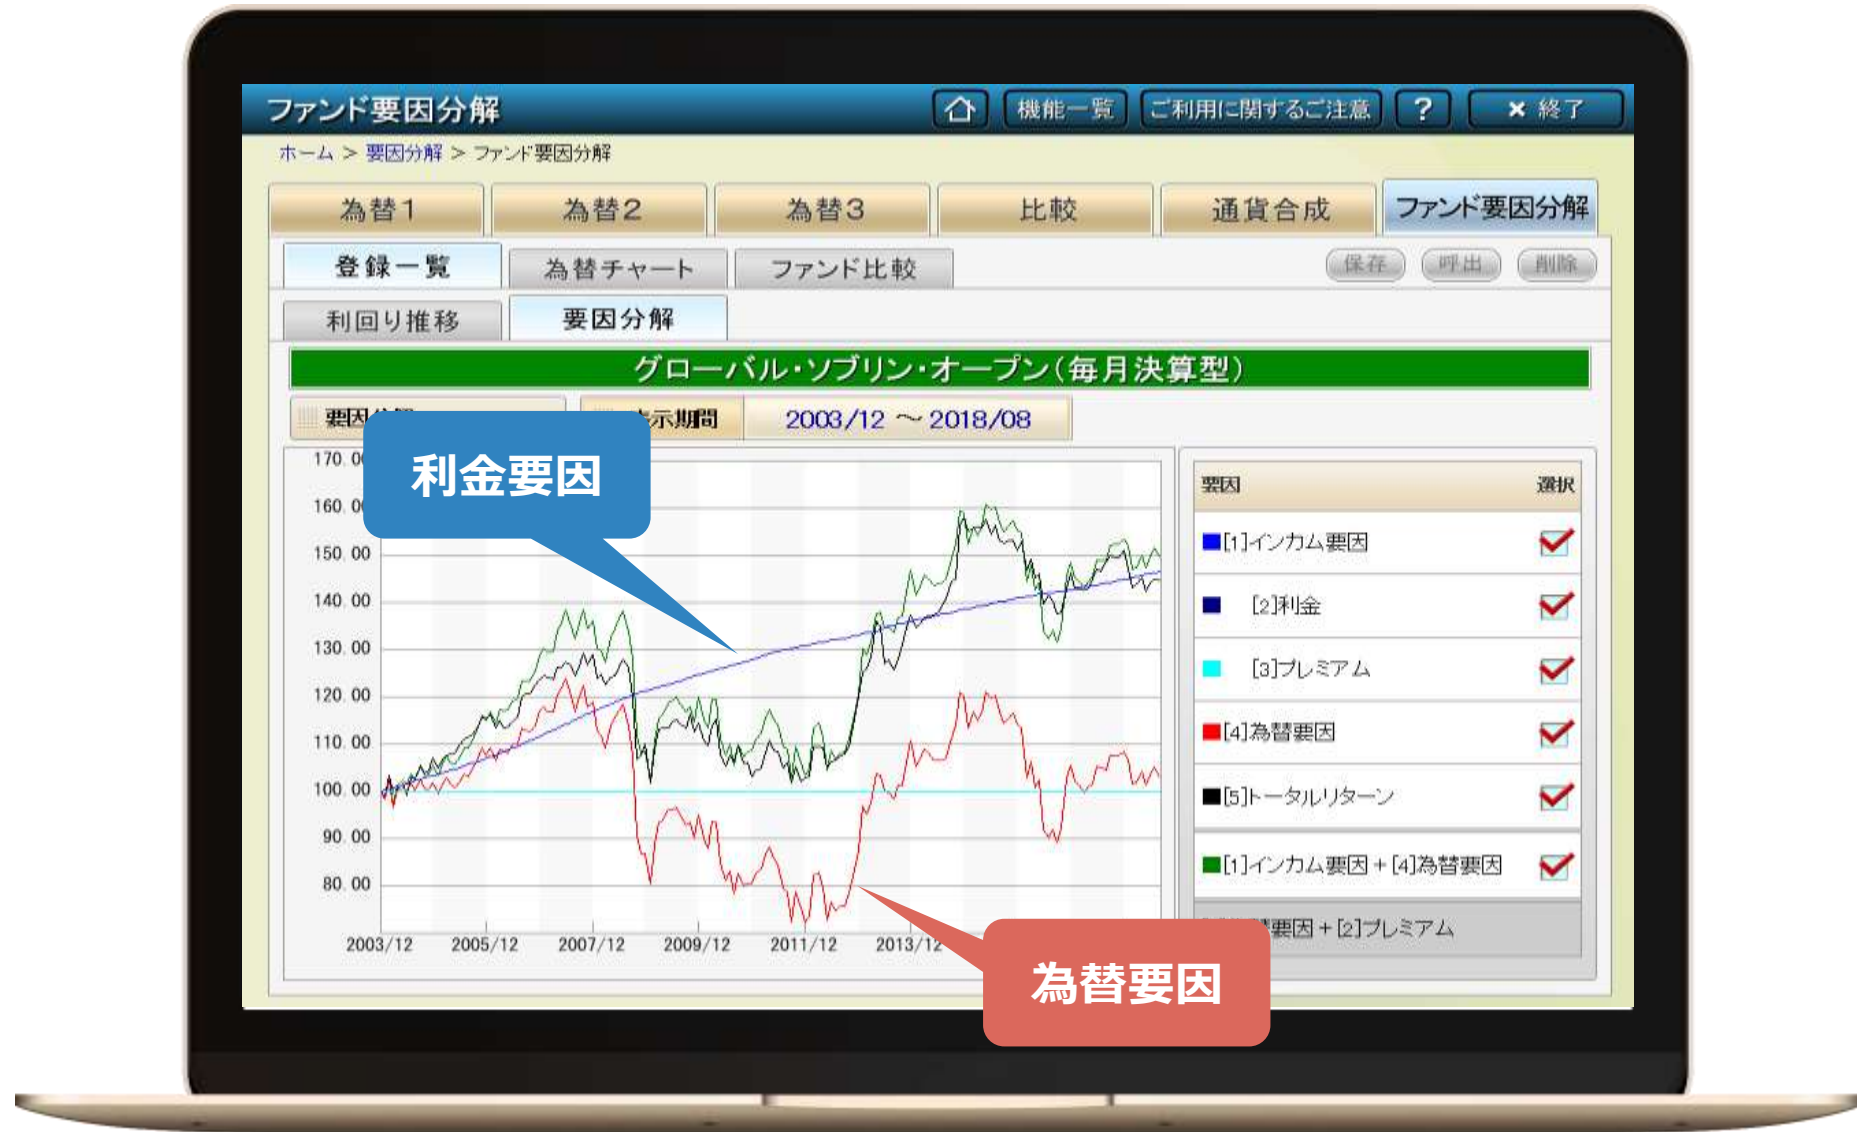 ファンド要因分解
機能一覧
ご利用に関するご注意
?
× 終了
ホーム > 要因分解 > ファンド要因分解
為替1
為替2
為替3
比較
通貨合成
ファンド要因分解
登録一覧
為替チャート
ファンド比較
保存
呼出
削除
利回り推移
要因分解
グローバル・ソブリン・オープン(毎月決算型)
表示期間
2003/12 ～ 2018/08
利金要因
160.00
150.00
140.00
130.00
120.00
110.00
100.00
90.00
80.00
2003/12
2005/12
2007/12
2009/12
2011/12
要因
選択
[1]インカム要因
[2]利金
[3]プレミアム
[4]為替要因
[5]トータルリターン
[1]インカム要因+[4]為替要因
要因+[2]プレミアム
為替要因